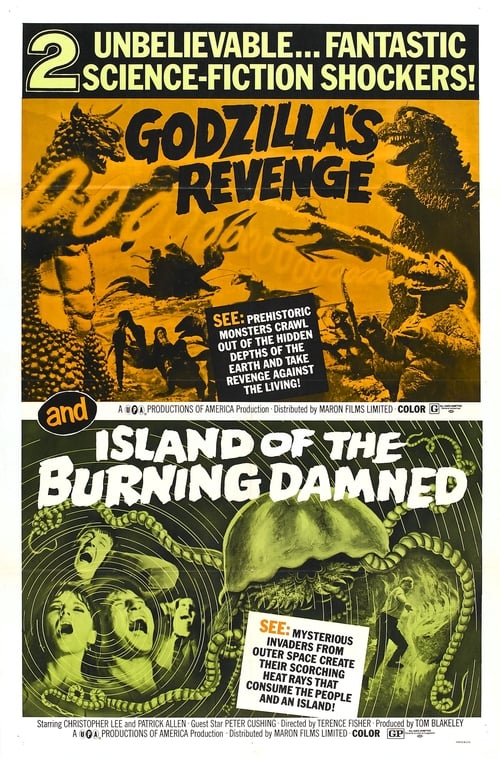 2 UNBELIEVABLE... FANTASTIC
SCIENCE-FICTION SHOCKERS!
GODZILLA'S
REVENGE
SEE: PREHISTORIC
MONSTERS CRAWL
OUT OF THE HIDDEN
DEPTHS OF THE
EARTH AND TAKE
REVENGE AGAINST
THE LIVING!
and
A UPA PRODUCTIONS OF AMERICA Production · Distributed by MARON FILMS LIMITED · COLOR G
ISLAND OF THE
BURNING DAMNED
SEE: MYSTERIOUS
INVADERS FROM
OUTER SPACE CREATE
THEIR SCORCHING
HEAT RAYS THAT
CONSUME THE PEOPLE
AND AN ISLAND!
Starring CHRISTOPHER LEE and PATRICK ALLEN · Guest Star PETER CUSHING · Directed by TERENCE FISHER · Produced by TOM BLAKELEY
A UPA PRODUCTIONS OF AMERICA Production · Distributed by MARON FILMS LIMITED · COLOR GP